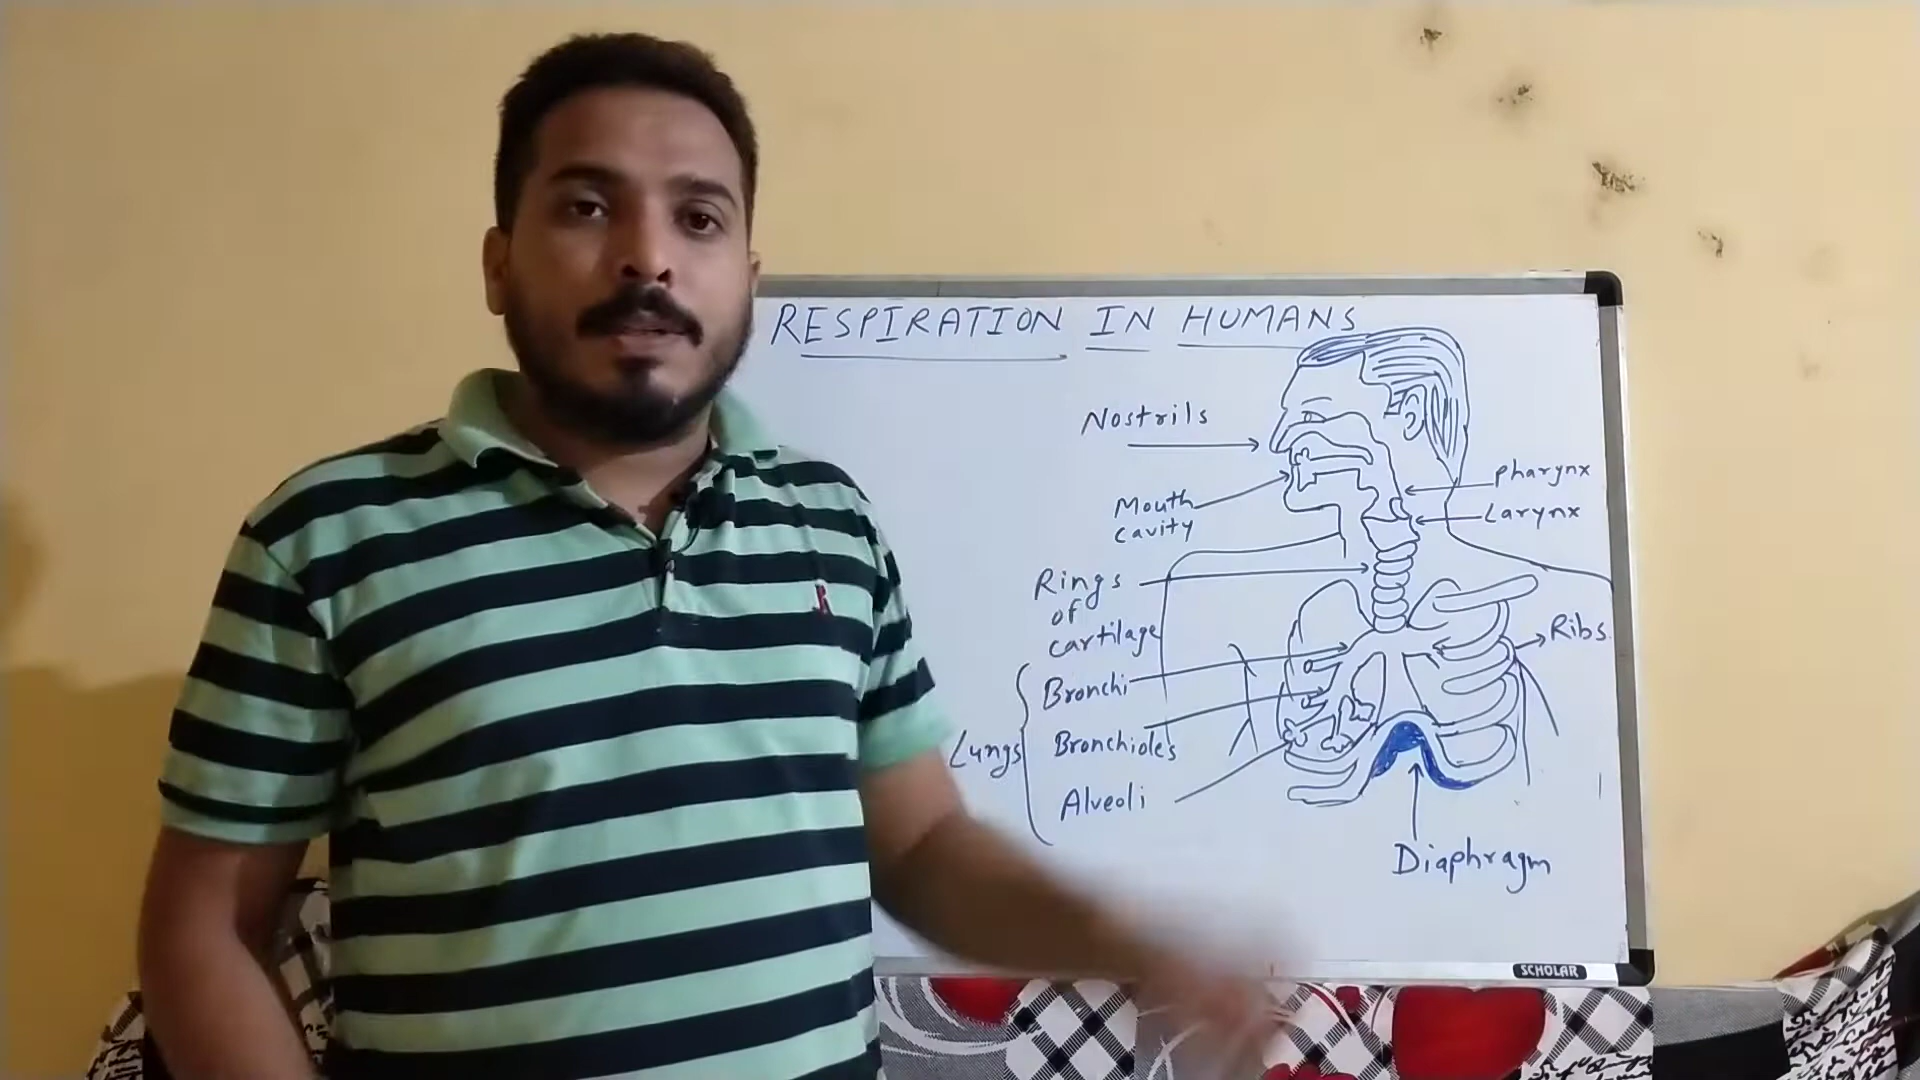 RESPIRATION IN HUMANS
Nostrils
Mouth
cavity
pharynx
Larynx
Rings
of
cartilage
Ribs
Bronchi
Lungs
Bronchioles
Alveoli
Diaphragm
SCHOLAR